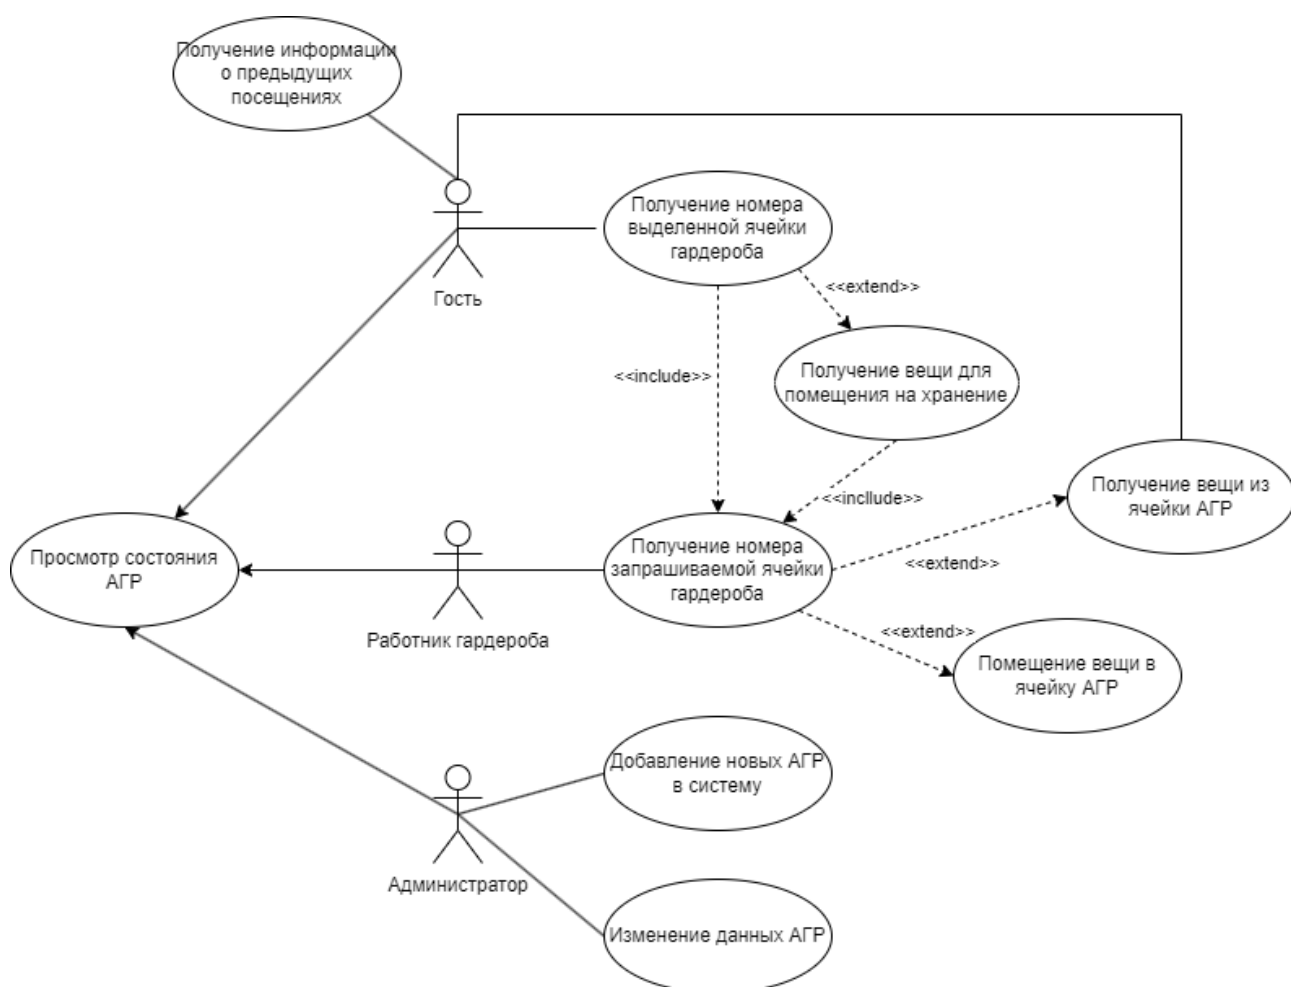 Получение информации
о предыдущих
посещениях
Получение номера
выделенной ячейки
гардероба
<<extend>>
Гость
<<include>>
Получение вещи для
помещения на хранение
Получение вещи из
ячейки АГР
<<incllude>>
Просмотр состояния
АГР
Получение номера
запрашиваемой ячейки
гардероба
<<extend>>
Работник гардероба
<<extend>>
Помещение вещи в
ячейку АГР
Добавление новых АГР
в систему
Администратор
Изменение данных АГР